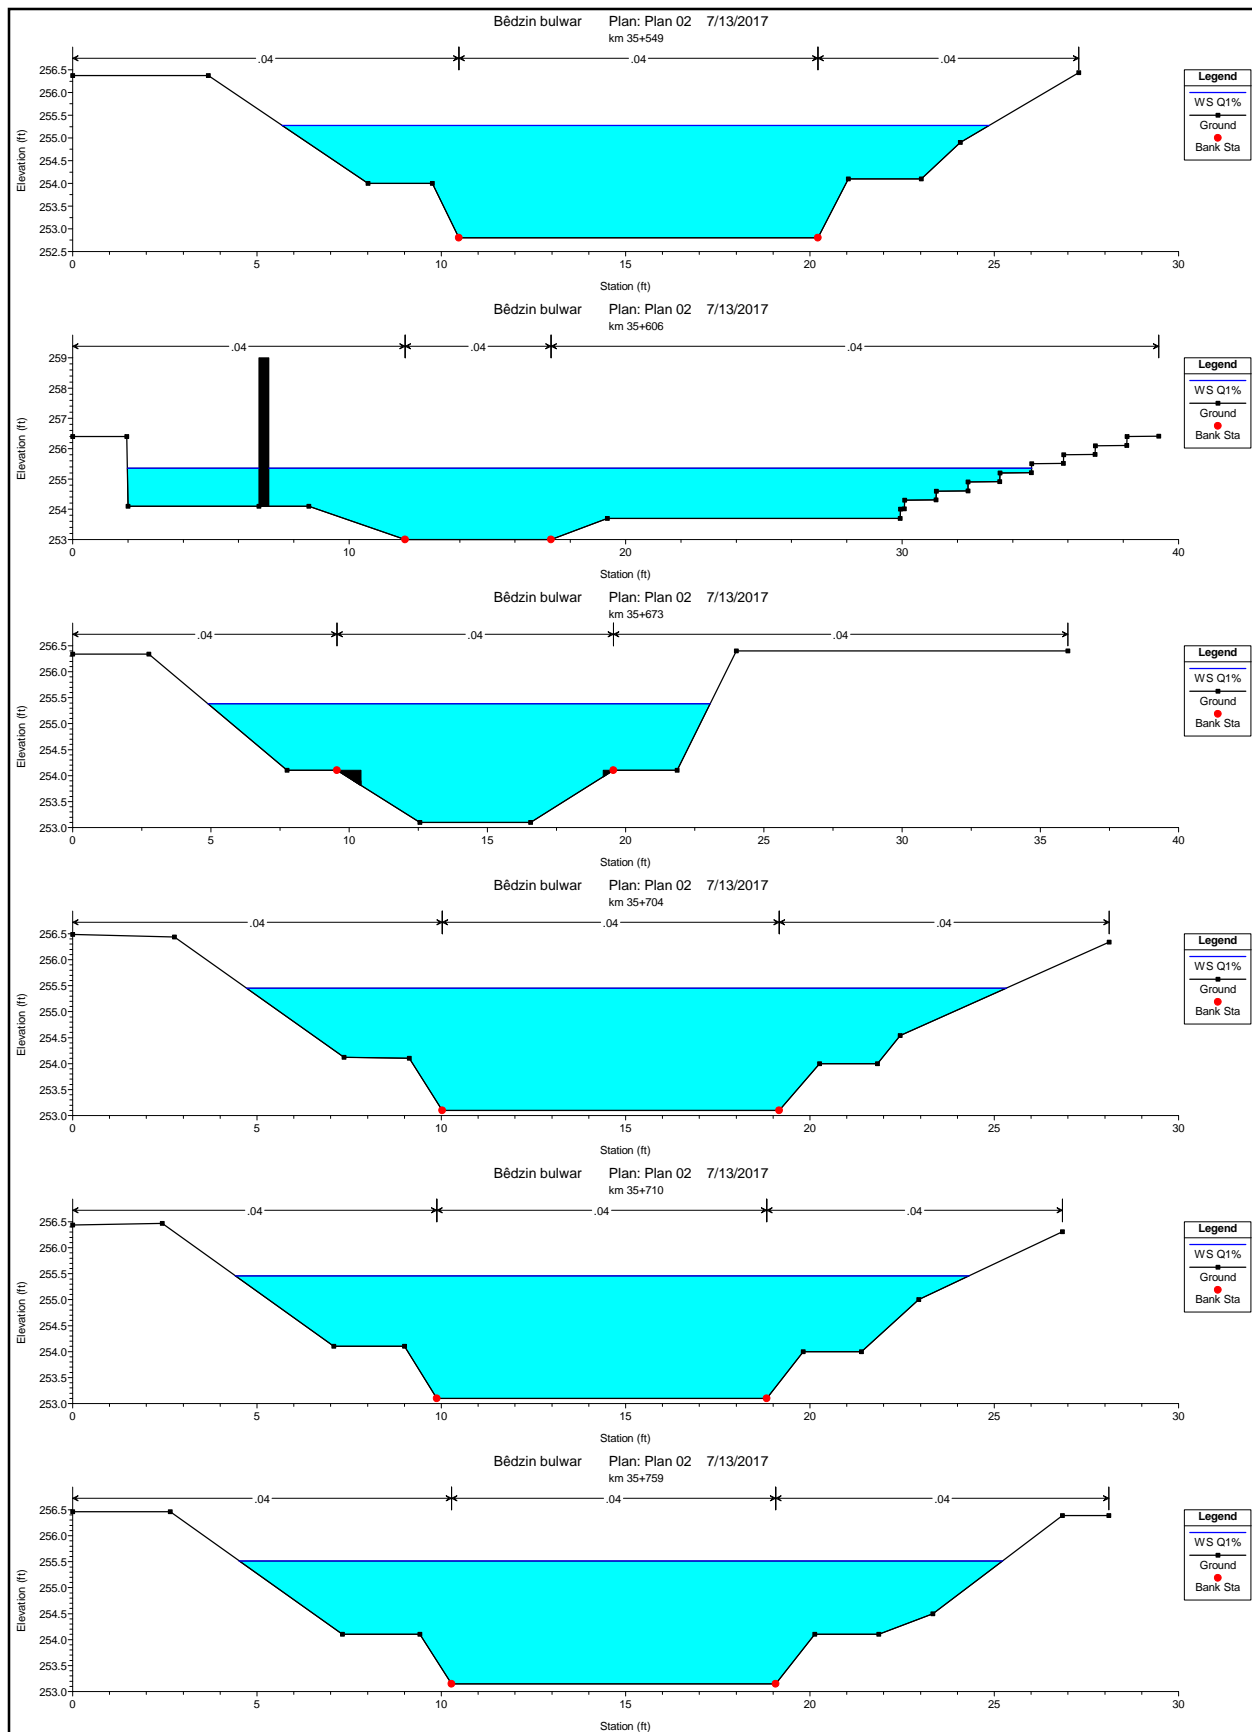 Bêdzin bulwar Plan: Plan 02 7/13/2017
km 35+549
.04 .04 .04
256.5
256.0
255.5
255.0
254.5
254.0
253.5
253.0
252.5
Elevation (ft)
0 5 10 15 20 25 30
Station (ft)
Legend
WS Q1%
Ground
Bank Sta
Bêdzin bulwar Plan: Plan 02 7/13/2017
km 35+606
.04 .04 .04
259
258
257
256
255
254
253
Elevation (ft)
0 10 20 30 40
Station (ft)
Legend
WS Q1%
Ground
Bank Sta
Bêdzin bulwar Plan: Plan 02 7/13/2017
km 35+673
.04 .04 .04
256.5
256.0
255.5
255.0
254.5
254.0
253.5
253.0
Elevation (ft)
0 5 10 15 20 25 30 35 40
Station (ft)
Legend
WS Q1%
Ground
Bank Sta
Bêdzin bulwar Plan: Plan 02 7/13/2017
km 35+704
.04 .04 .04
256.5
256.0
255.5
255.0
254.5
254.0
253.5
253.0
Elevation (ft)
0 5 10 15 20 25 30
Station (ft)
Legend
WS Q1%
Ground
Bank Sta
Bêdzin bulwar Plan: Plan 02 7/13/2017
km 35+710
.04 .04 .04
256.5
256.0
255.5
255.0
254.5
254.0
253.5
253.0
Elevation (ft)
0 5 10 15 20 25 30
Station (ft)
Legend
WS Q1%
Ground
Bank Sta
Bêdzin bulwar Plan: Plan 02 7/13/2017
km 35+759
.04 .04 .04
256.5
256.0
255.5
255.0
254.5
254.0
253.5
253.0
Elevation (ft)
0 5 10 15 20 25 30
Station (ft)
Legend
WS Q1%
Ground
Bank Sta